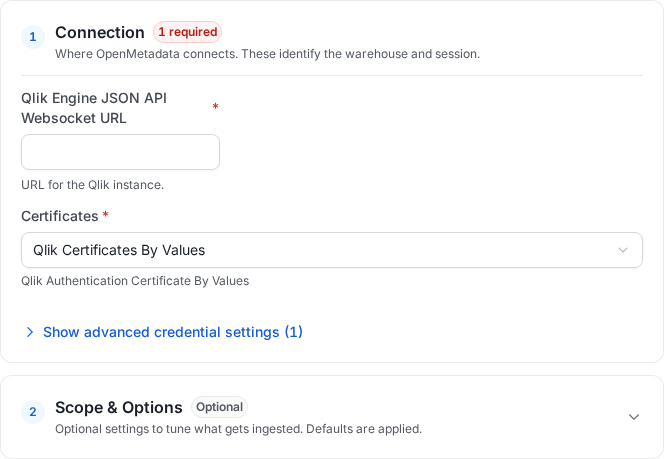 1
Connection
1 required
Where OpenMetadata connects. These identify the warehouse and session.
Qlik Engine JSON API
Websocket URL *
URL for the Qlik instance.
Certificates *
Qlik Certificates By Values
Qlik Authentication Certificate By Values
Show advanced credential settings (1)
2
Scope & Options
Optional
Optional settings to tune what gets ingested. Defaults are applied.